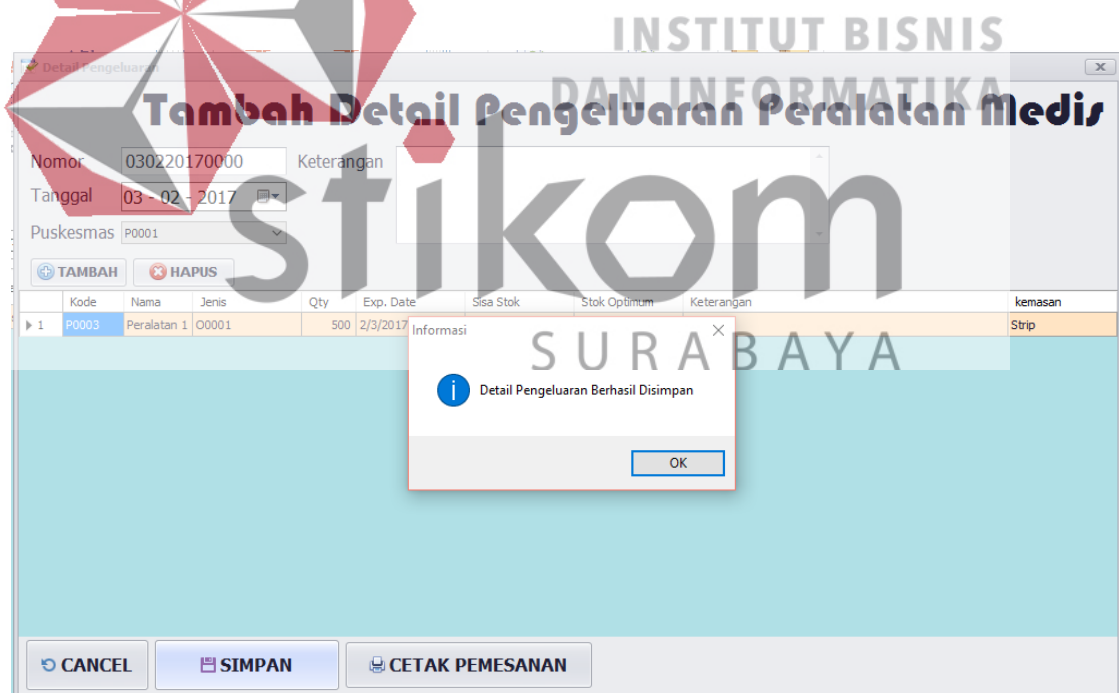 INSTITUT BISNIS
DAN INFORMATIKA
stikom
SURABAYA
Detail Pengeluaran
Tambah Detail Pengeluaran Peralatan Medis
Nomor 030220170000 Keterangan
Tanggal 03 - 02 - 2017
Puskesmas P0001
TAMBAH HAPUS
Kode Nama Jenis Qty Exp. Date Sisa Stok Stok Optimum Keterangan kemasan
1 P0003 Peralatan 1 O0001 500 2/3/2017 Strip
Informasi
Detail Pengeluaran Berhasil Disimpan
OK
CANCEL SIMPAN CETAK PEMESANAN